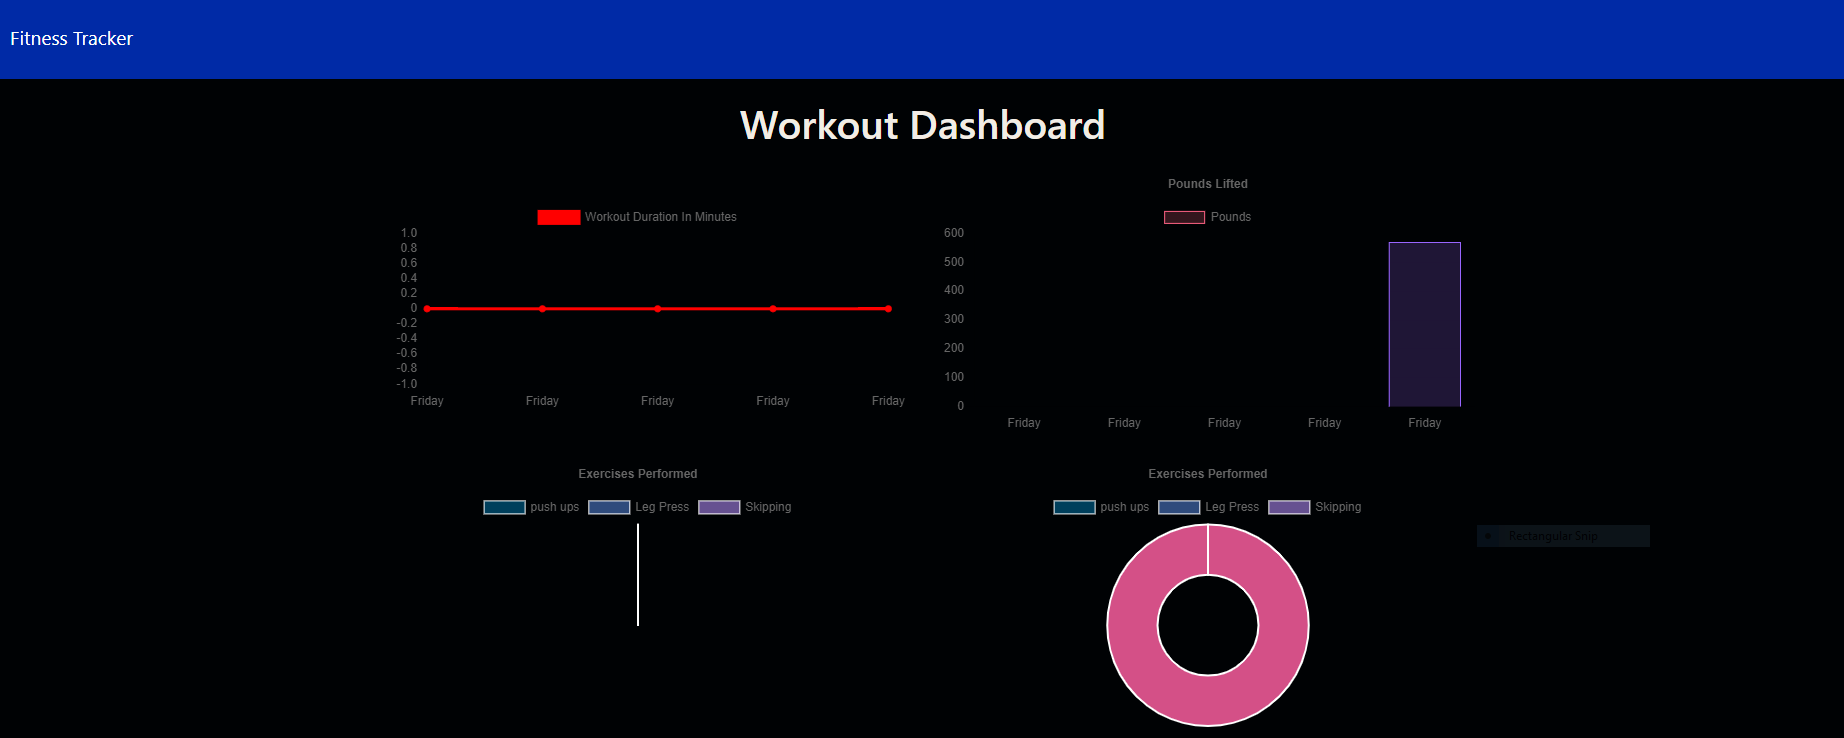 Fitness Tracker
Workout Dashboard
Workout Duration In Minutes
1.0
0.8
0.6
0.4
0.2
0
-0.2
-0.4
-0.6
-0.8
-1.0
Friday Friday Friday Friday Friday
Pounds Lifted
Pounds
600
500
400
300
200
100
0
Friday Friday Friday Friday Friday
Exercises Performed
push ups Leg Press Skipping
Exercises Performed
push ups Leg Press Skipping
Rectangular Snip